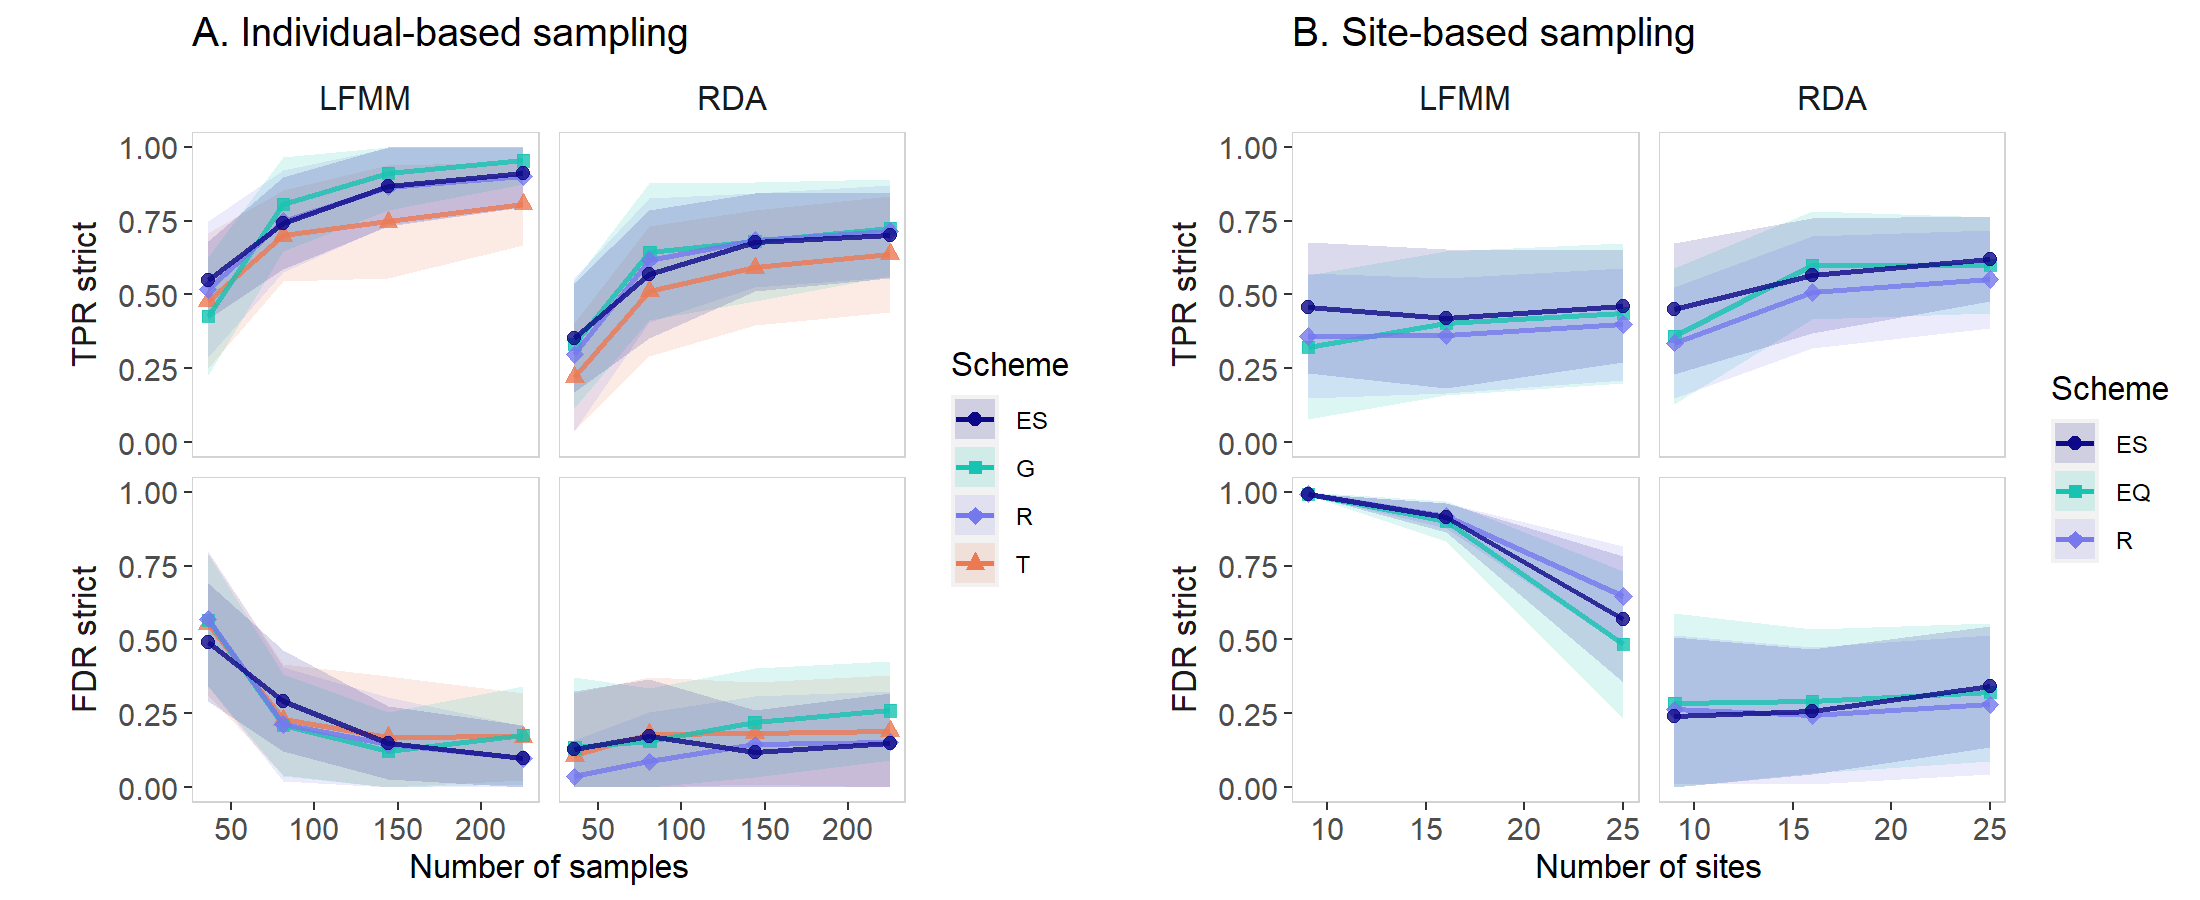 A. Individual-based sampling
LFMM
RDA
TPR strict
1.00
0.75
0.50
0.25
0.00
FDR strict
1.00
0.75
0.50
0.25
0.00
50
100
150
200
50
100
150
200
Number of samples
Scheme
ES
G
R
T
B. Site-based sampling
LFMM
RDA
TPR strict
1.00
0.75
0.50
0.25
0.00
FDR strict
1.00
0.75
0.50
0.25
0.00
10
15
20
25
10
15
20
25
Number of sites
Scheme
ES
EQ
R